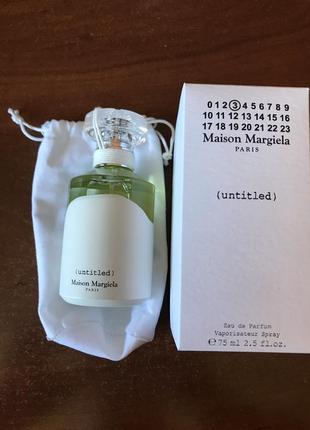 (untitled)
Maison Margiela
PARIS
0 1 2 3 4 5 6 7 8 9
10 11 12 13 14 15 16
17 18 19 20 21 22 23
Maison Margiela
PARIS
(untitled)
Eau de Parfum
Vaporisateur Spray
℮ 75 ml 2.5 fl.oz.